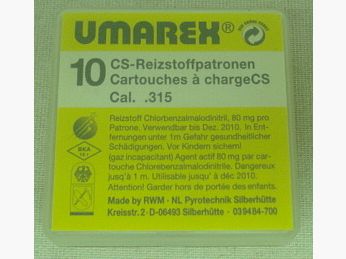 UMAREX®
10 CS-Reizstoffpatronen
Cartouches à chargeCS
Cal. .315
Reizstoff Chlorbenzalmalodinitril, 80 mg pro
Patrone. Verwendbar bis Dez. 2010. In Ent-
fernungen unter 1m Gefahr gesundheitlicher
Schädigungen. Vor Kindern sichern!
(gaz incapacitant) Agent actif 80 mg par car-
touche Chlorebenzalmalodinitrile. Dangereux
jusqu'à 1 m. Utilisable jusqu'à déc 2010.
Attention! Garder hors de portée des enfants.
BKA
Made by RWM · NL Pyrotechnik Silberhütte
Kreisstr. 2 · D-06493 Silberhütte · 039484-700